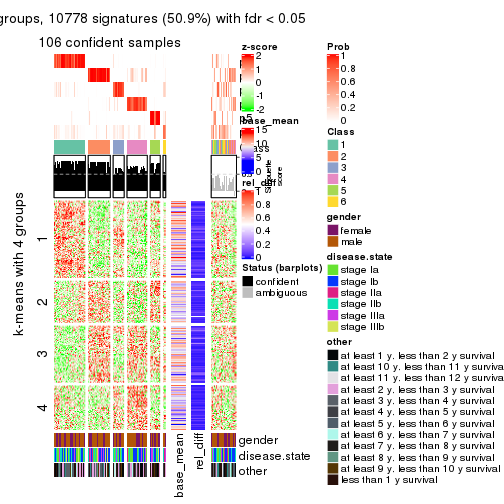 groups, 10778 signatures (50.9%) with fdr < 0.05
106 confident samples
k-means with 4 groups
1
2
3
4
base_mean
rel_diff
gender
disease.state
other
z-score
2
1
0
-1
-2
base_mean
15
10
5
0
Class
Silhouette
score
rel_diff
1
0.8
0.6
0.4
0.2
0
Status (barplots)
confident
ambiguous
Prob
1
0.8
0.6
0.4
0.2
0
Class
1
2
3
4
5
6
gender
female
male
disease.state
stage Ia
stage Ib
stage IIa
stage IIb
stage IIIa
stage IIIb
other
at least 1 y. less than 2 y survival
at least 10 y. less than 11 y surviva
at least 11 y. less than 12 y surviva
at least 2 y. less than 3 y survival
at least 3 y. less than 4 y survival
at least 4 y. less than 5 y survival
at least 5 y. less than 6 y survival
at least 6 y. less than 7 y survival
at least 7 y. less than 8 y survival
at least 8 y. less than 9 y survival
at least 9 y. less than 10 y survival
less than 1 y survival